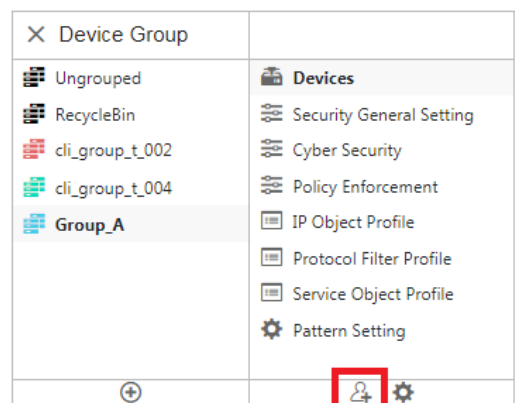 Device Group
Ungrouped
RecycleBin
cli_group_t_002
cli_group_t_004
Group_A
Devices
Security General Setting
Cyber Security
Policy Enforcement
IP Object Profile
Protocol Filter Profile
Service Object Profile
Pattern Setting